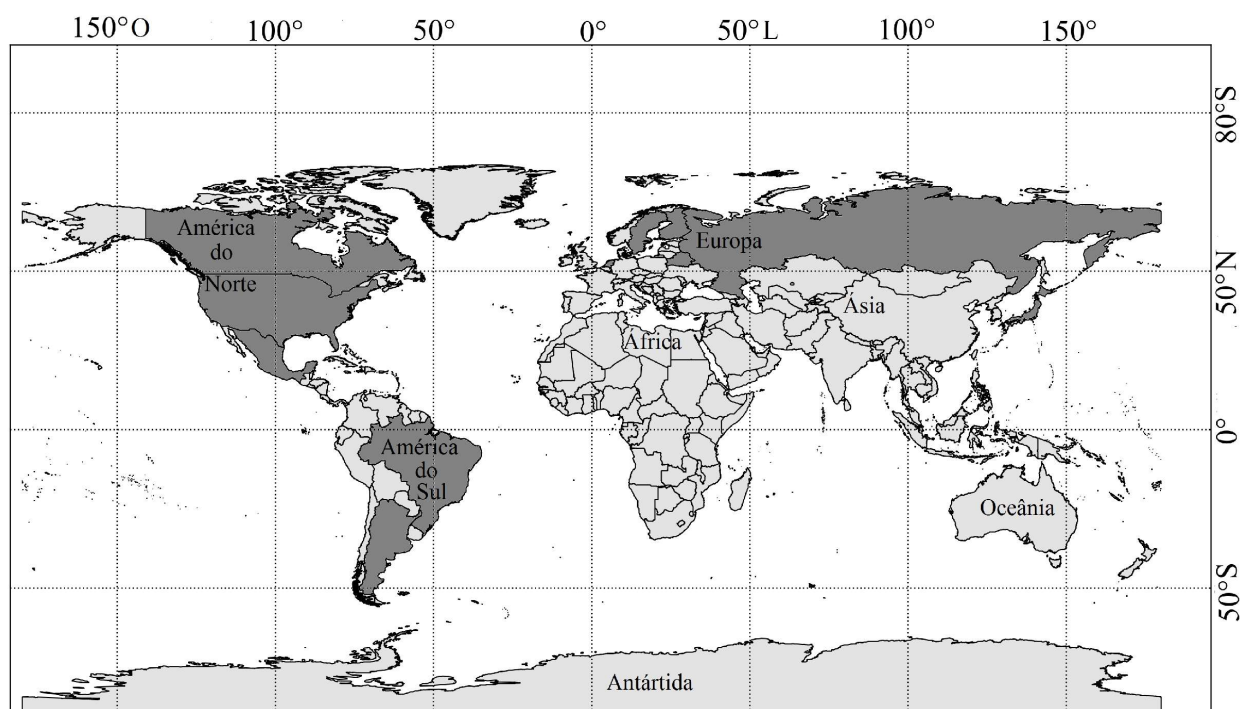 150°O 100° 50° 0° 50°L 100° 150°
80°S
América
do
Norte
Europa
50°N
Ásia
África
América
do
Sul
0°
Oceânia
50°S
Antártida